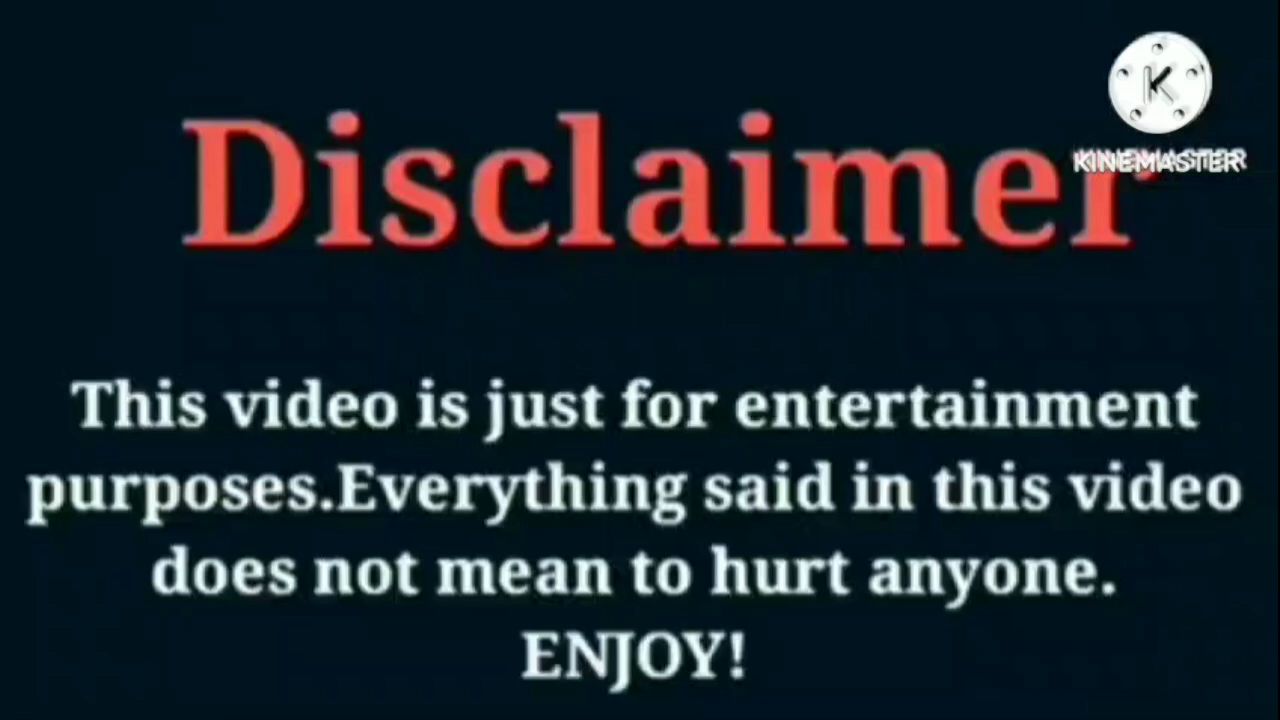 K
KINEMASTER
Disclaimer
This video is just for entertainment
purposes.Everything said in this video
does not mean to hurt anyone.
ENJOY!